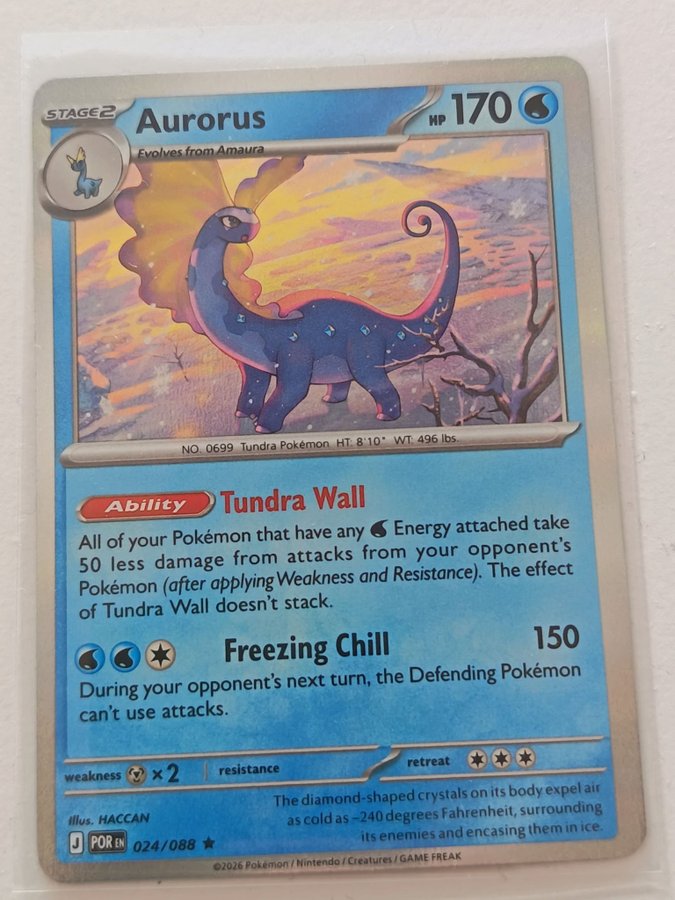 STAGE2 Aurorus HP 170
Evolves from Amaura
NO. 0699 Tundra Pokémon HT: 8'10" WT: 496 lbs.
Ability Tundra Wall
All of your Pokémon that have any Energy attached take
50 less damage from attacks from your opponent's
Pokémon (after applying Weakness and Resistance). The effect
of Tundra Wall doesn't stack.
Freezing Chill 150
During your opponent's next turn, the Defending Pokémon
can't use attacks.
weakness ×2 resistance retreat
The diamond-shaped crystals on its body expel air
as cold as -240 degrees Fahrenheit, surrounding
its enemies and encasing them in ice.
Illus. HACCAN
J POR EN 024/088 ★
©2026 Pokémon / Nintendo / Creatures / GAME FREAK